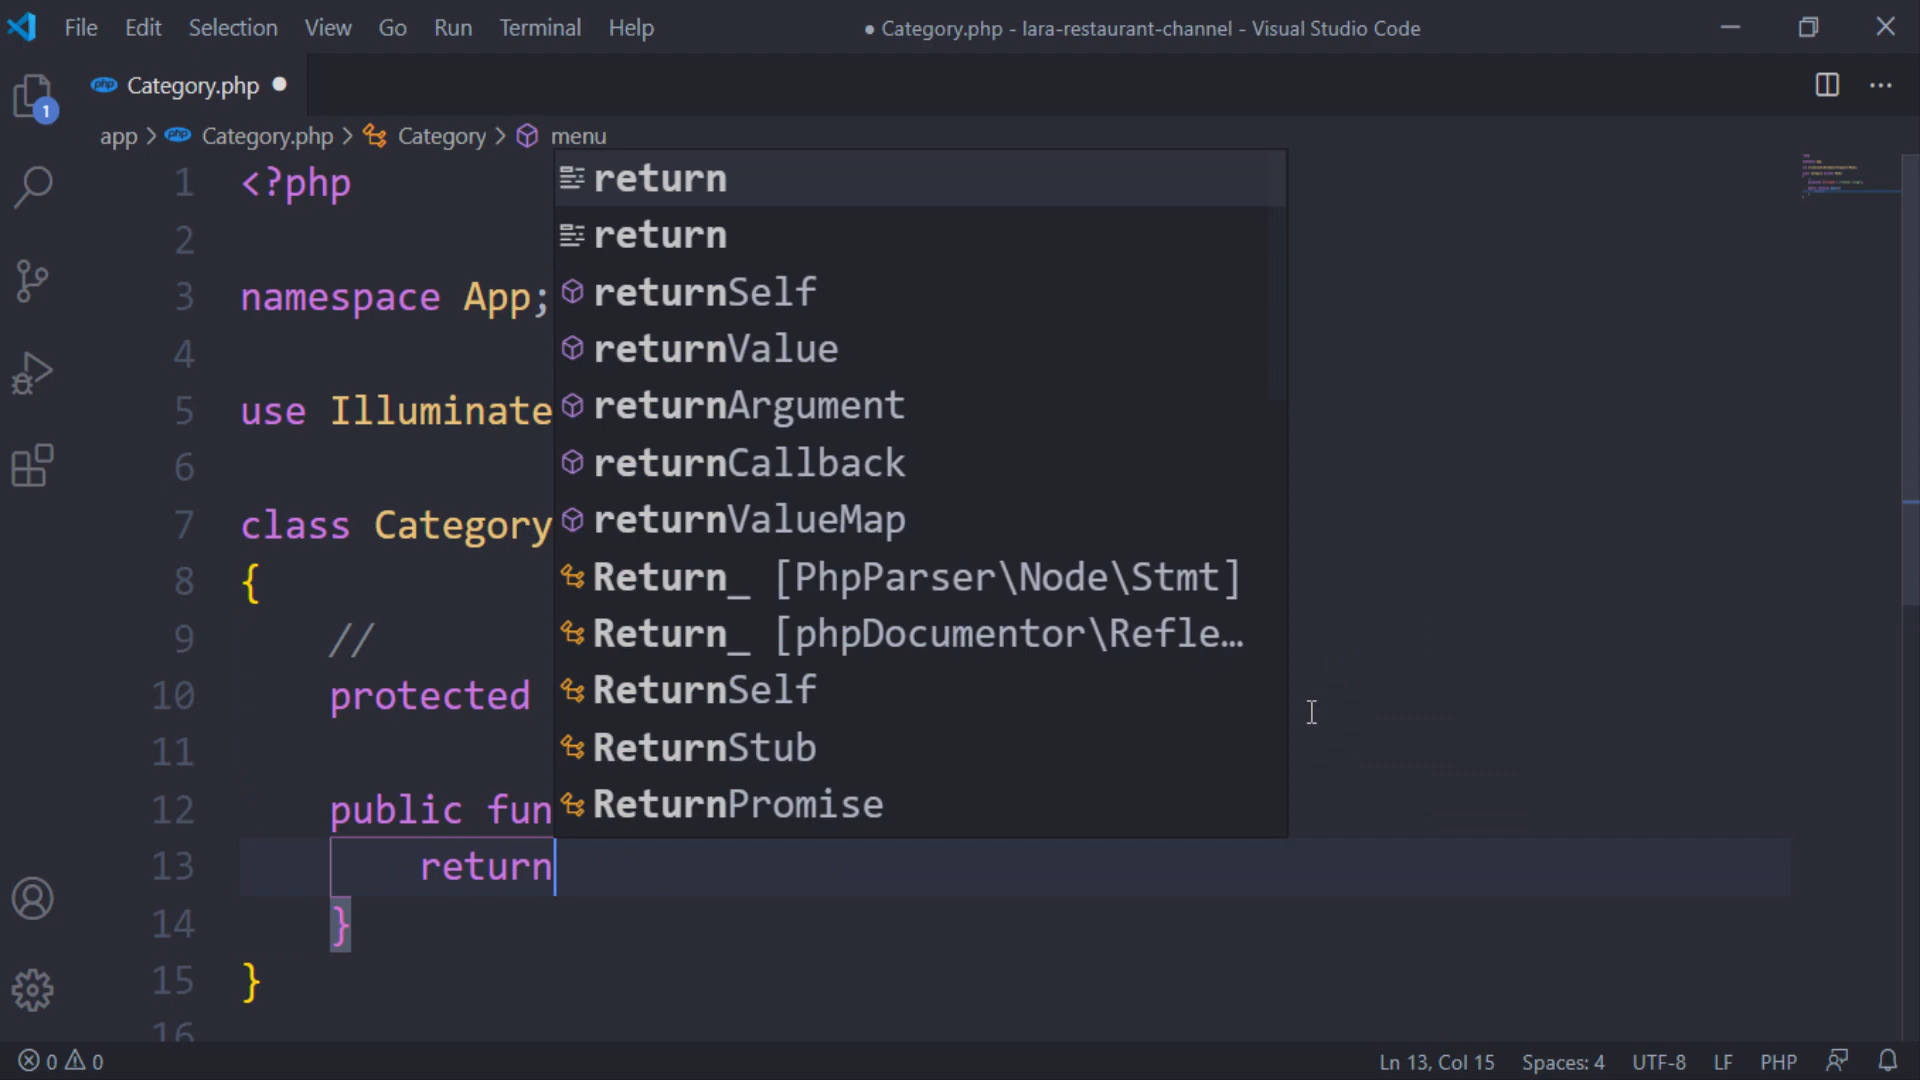 File Edit Selection View Go Run Terminal Help ● Category.php - lara-restaurant-channel - Visual Studio Code
php Category.php ●
1
app > php Category.php > Category > menu
1 <?php
2
3 namespace App;
4
5 use Illuminate
6
7 class Category
8 {
9 //
10 protected
11
12 public fun
13 return
14 }
15 }
16
return
return
returnSelf
returnValue
returnArgument
returnCallback
returnValueMap
Return_ [PhpParser\Node\Stmt]
Return_ [phpDocumentor\Refle…
ReturnSelf
ReturnStub
ReturnPromise
0 0 Ln 13, Col 15 Spaces: 4 UTF-8 LF PHP